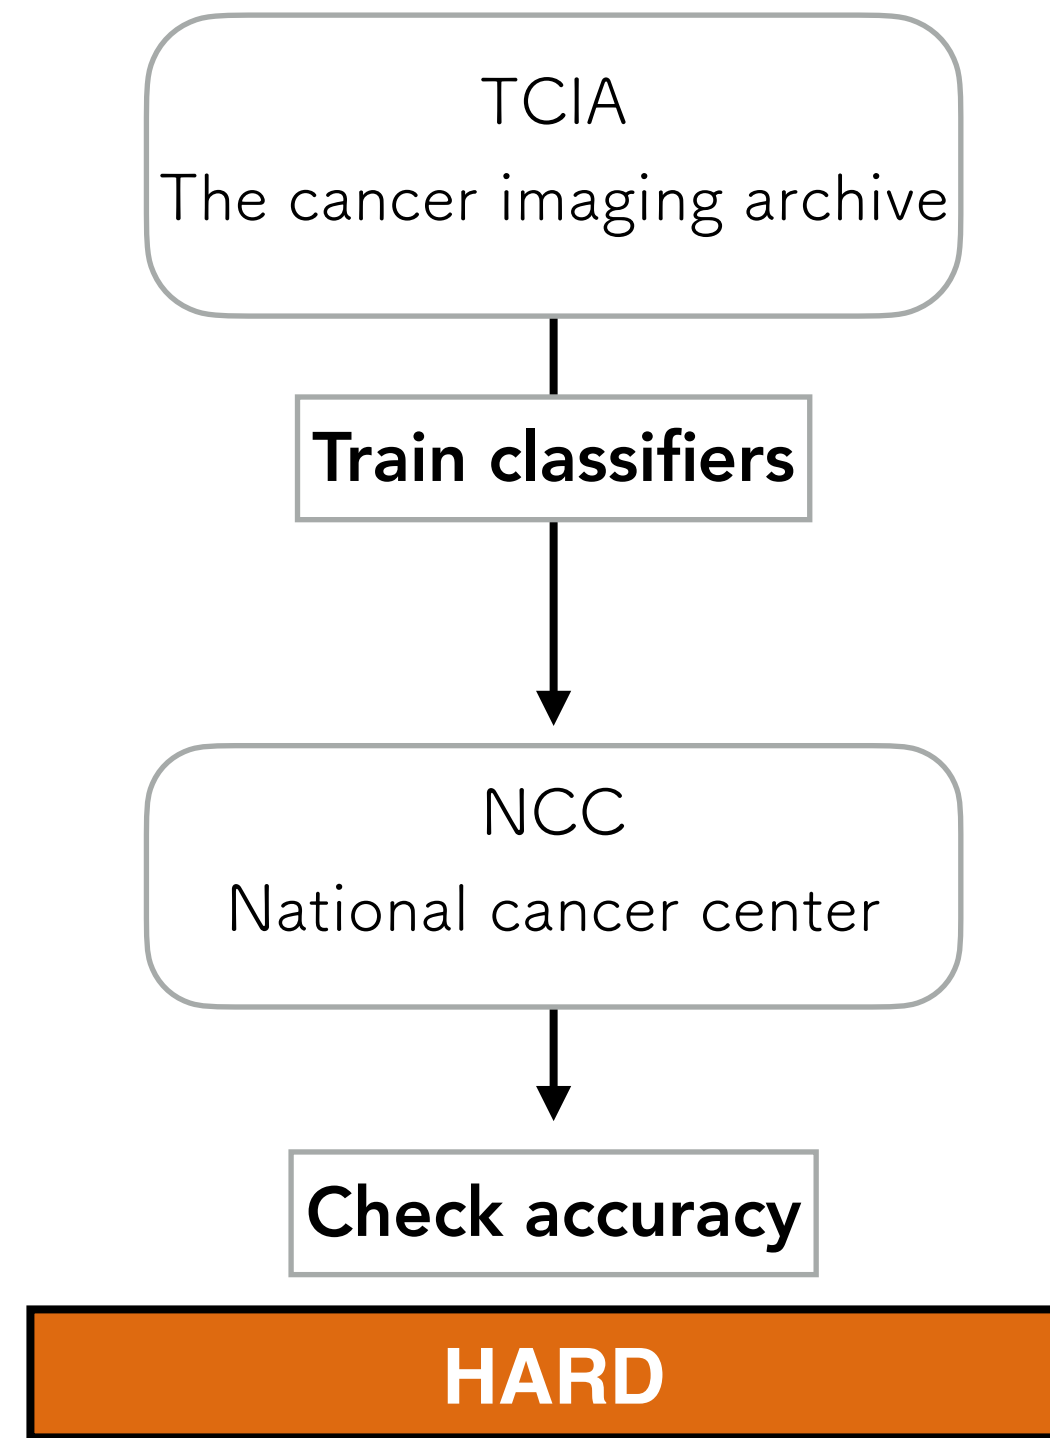 TCIA
The cancer imaging archive
Train classifiers
NCC
National cancer center
Check accuracy
HARD